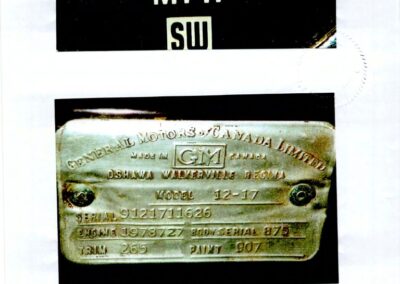 SW
GENERAL MOTORS of CANADA LIMITED
MADE IN GM CANADA
OSHAWA WALKERVILLE REGINA
MODEL 12-17
SERIAL 9121711626
ENGINE 1978727 BODY SERIAL 875
TRIM 265 PAINT 907